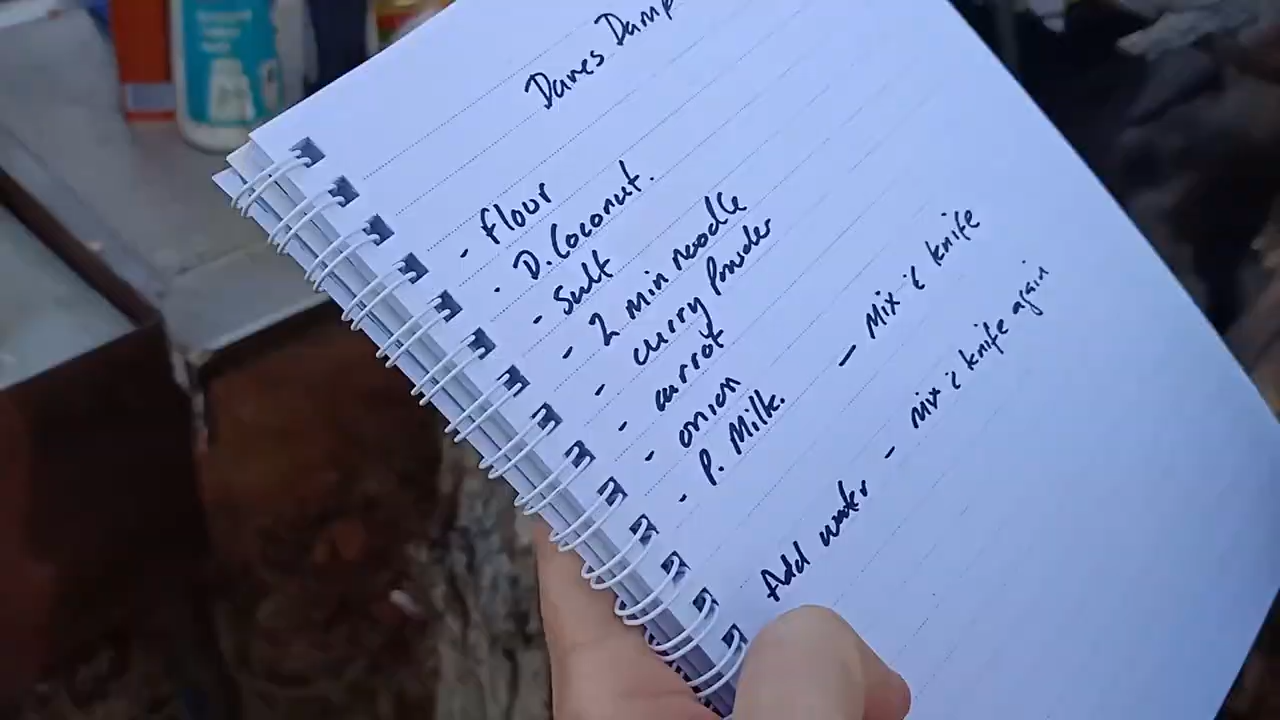 Daves Damp
- flour
- D. Coconut.
- Salt
- 2 min noodle
- curry Powder
- carrot
- onion
- P. Milk.
- Mix c knife
Add water - mix c knife again